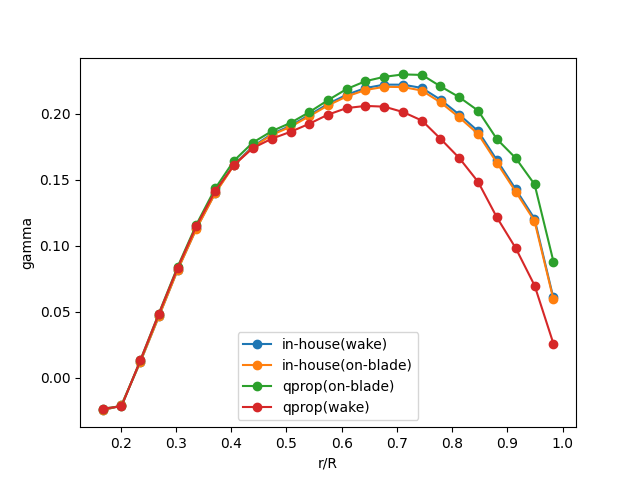 0.20
0.15
0.10
0.05
0.00
gamma
in-house(wake)
in-house(on-blade)
qprop(on-blade)
qprop(wake)
0.2 0.3 0.4 0.5 0.6 0.7 0.8 0.9 1.0
r/R